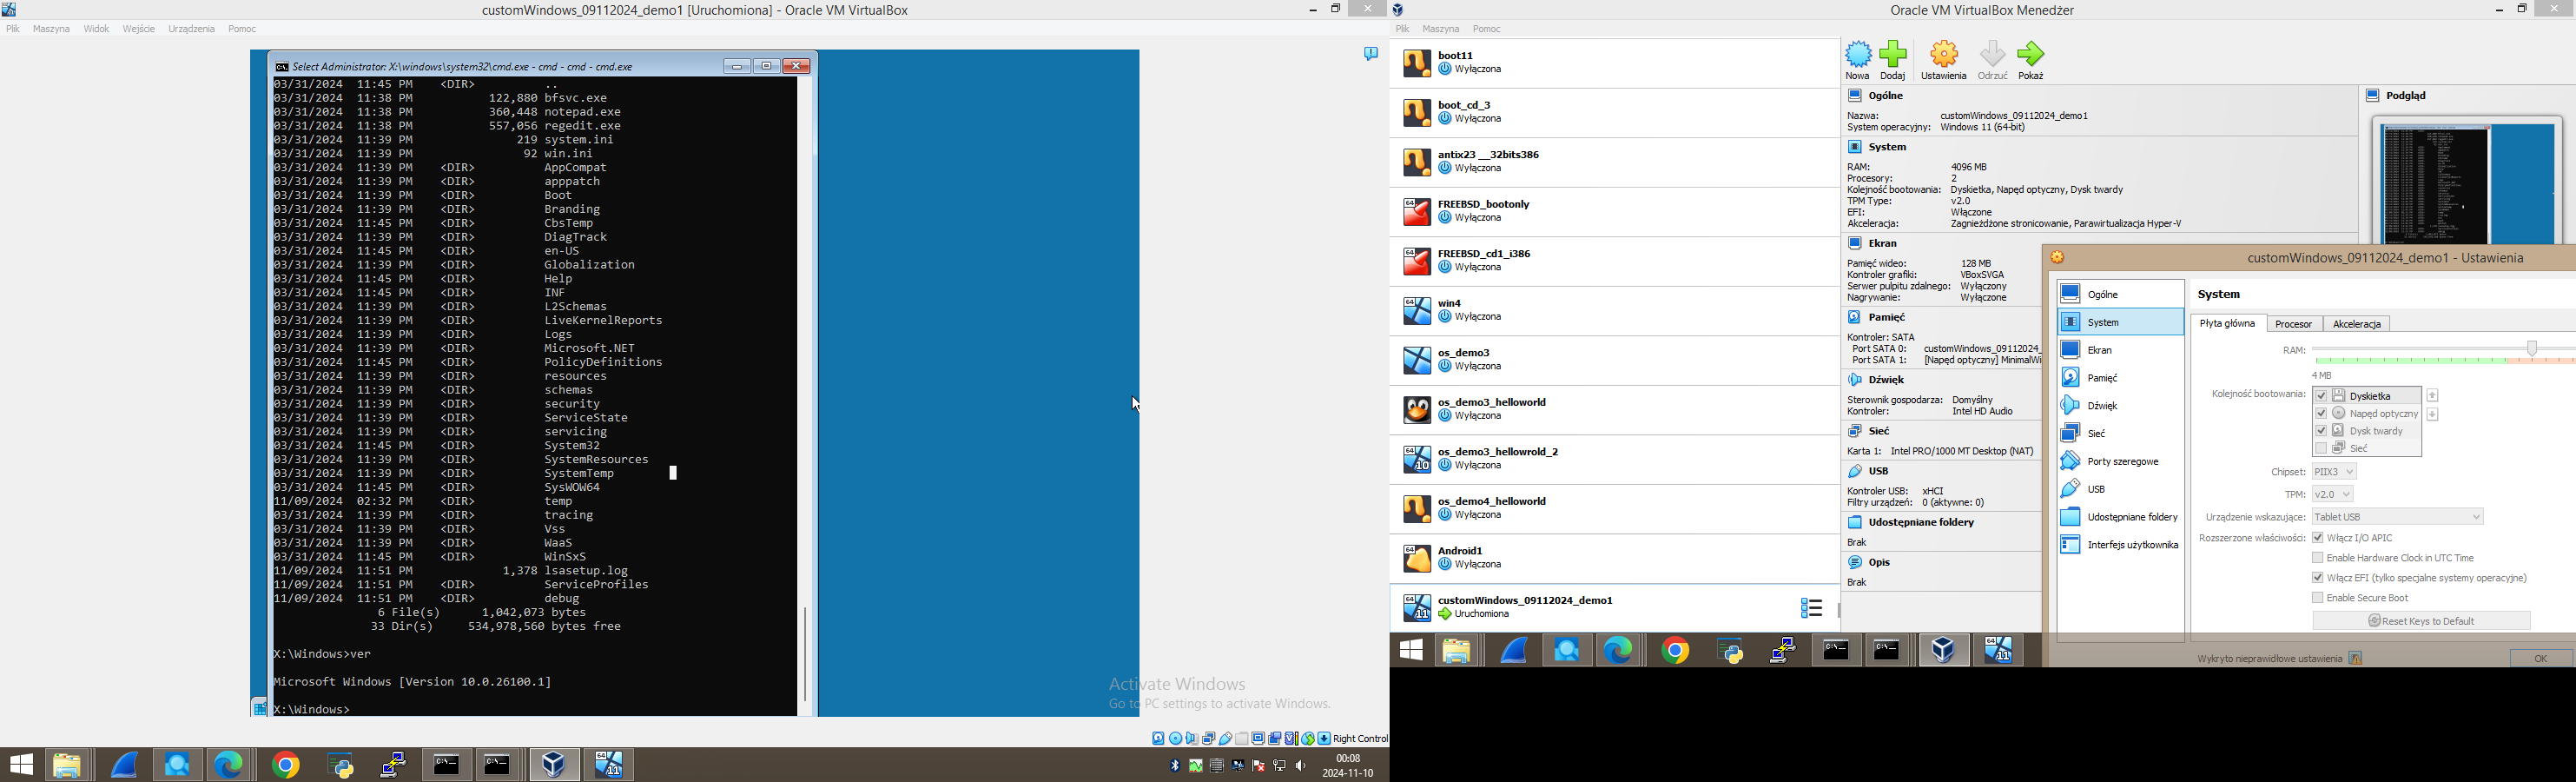 customWindows_09112024_demo1 [Uruchomiona] - Oracle VM VirtualBox
Plik Maszyna Widok Wejście Urządzenia Pomoc
Select Administrator: X:\windows\system32\cmd.exe - cmd - cmd - cmd.exe
03/31/2024 11:45 PM <DIR> ..
03/31/2024 11:38 PM 122,880 bfsvc.exe
03/31/2024 11:38 PM 360,448 notepad.exe
03/31/2024 11:38 PM 557,056 regedit.exe
03/31/2024 11:39 PM 219 system.ini
03/31/2024 11:39 PM 92 win.ini
03/31/2024 11:39 PM <DIR> AppCompat
03/31/2024 11:39 PM <DIR> apppatch
03/31/2024 11:39 PM <DIR> Boot
03/31/2024 11:39 PM <DIR> Branding
03/31/2024 11:45 PM <DIR> CbsTemp
03/31/2024 11:39 PM <DIR> DiagTrack
03/31/2024 11:45 PM <DIR> en-US
03/31/2024 11:39 PM <DIR> Globalization
03/31/2024 11:39 PM <DIR> Help
03/31/2024 11:45 PM <DIR> INF
03/31/2024 11:39 PM <DIR> L2Schemas
03/31/2024 11:39 PM <DIR> LiveKernelReports
03/31/2024 11:39 PM <DIR> Logs
03/31/2024 11:39 PM <DIR> Microsoft.NET
03/31/2024 11:45 PM <DIR> PolicyDefinitions
03/31/2024 11:39 PM <DIR> resources
03/31/2024 11:39 PM <DIR> schemas
03/31/2024 11:39 PM <DIR> security
03/31/2024 11:39 PM <DIR> ServiceState
03/31/2024 11:39 PM <DIR> servicing
03/31/2024 11:45 PM <DIR> System32
03/31/2024 11:39 PM <DIR> SystemResources
03/31/2024 11:39 PM <DIR> SystemTemp
03/31/2024 11:45 PM <DIR> SysWOW64
11/09/2024 02:32 PM <DIR> temp
03/31/2024 11:39 PM <DIR> tracing
03/31/2024 11:39 PM <DIR> Vss
03/31/2024 11:39 PM <DIR> WaaS
03/31/2024 11:45 PM <DIR> WinSxS
11/09/2024 11:51 PM 1,378 lsasetup.log
11/09/2024 11:51 PM <DIR> ServiceProfiles
11/09/2024 11:51 PM <DIR> debug
6 File(s) 1,042,073 bytes
33 Dir(s) 534,978,560 bytes free
X:\Windows>ver
Microsoft Windows [Version 10.0.26100.1]
X:\Windows>
Activate Windows
Go to PC settings to activate Windows.
Right Control
00:08
2024-11-10
Oracle VM VirtualBox Menedżer
Plik Maszyna Pomoc
boot11
Wyłączona
boot_cd_3
Wyłączona
antix23__32bits386
Wyłączona
FREEBSD_bootonly
Wyłączona
FREEBSD_cd1_i386
Wyłączona
win4
Wyłączona
os_demo3
Wyłączona
os_demo3_helloworld
Wyłączona
os_demo3_hellowrold_2
Wyłączona
os_demo4_helloworld
Wyłączona
Android1
Wyłączona
customWindows_09112024_demo1
Uruchomiona
Nowa Dodaj Ustawienia Odrzuć Pokaż
Ogólne
Nazwa: customWindows_09112024_demo1
System operacyjny: Windows 11 (64-bit)
System
RAM: 4096 MB
Procesory: 2
Kolejność bootowania: Dyskietka, Napęd optyczny, Dysk twardy
TPM Type: v2.0
EFI: Włączone
Akceleracja: Zagnieżdżone stronicowanie, Parawirtualizacja Hyper-V
Ekran
Pamięć wideo: 128 MB
Kontroler grafiki: VBoxSVGA
Serwer pulpitu zdalnego: Wyłączony
Nagrywanie: Wyłączone
Pamięć
Kontroler: SATA
Port SATA 0: customWindows_09112024_
Port SATA 1: [Napęd optyczny] MinimalWi
Dźwięk
Sterownik gospodarza: Domyślny
Kontroler: Intel HD Audio
Sieć
Karta 1: Intel PRO/1000 MT Desktop (NAT)
USB
Kontroler USB: xHCI
Filtry urządzeń: 0 (aktywne: 0)
Udostępniane foldery
Brak
Opis
Brak
Podgląd
customWindows_09112024_demo1 - Ustawienia
Ogólne
System
Ekran
Pamięć
Dźwięk
Sieć
Porty szeregowe
USB
Udostępniane foldery
Interfejs użytkownika
System
Płyta główna Procesor Akceleracja
RAM:
4 MB
Kolejność bootowania: Dyskietka
Napęd optyczny
Dysk twardy
Sieć
Chipset: PIIX3
TPM: v2.0
Urządzenie wskazujące: Tablet USB
Rozszerzone właściwości: Włącz I/O APIC
Enable Hardware Clock in UTC Time
Włącz EFI (tylko specjalne systemy operacyjne)
Enable Secure Boot
Reset Keys to Default
Wykryto nieprawidłowe ustawienia
OK